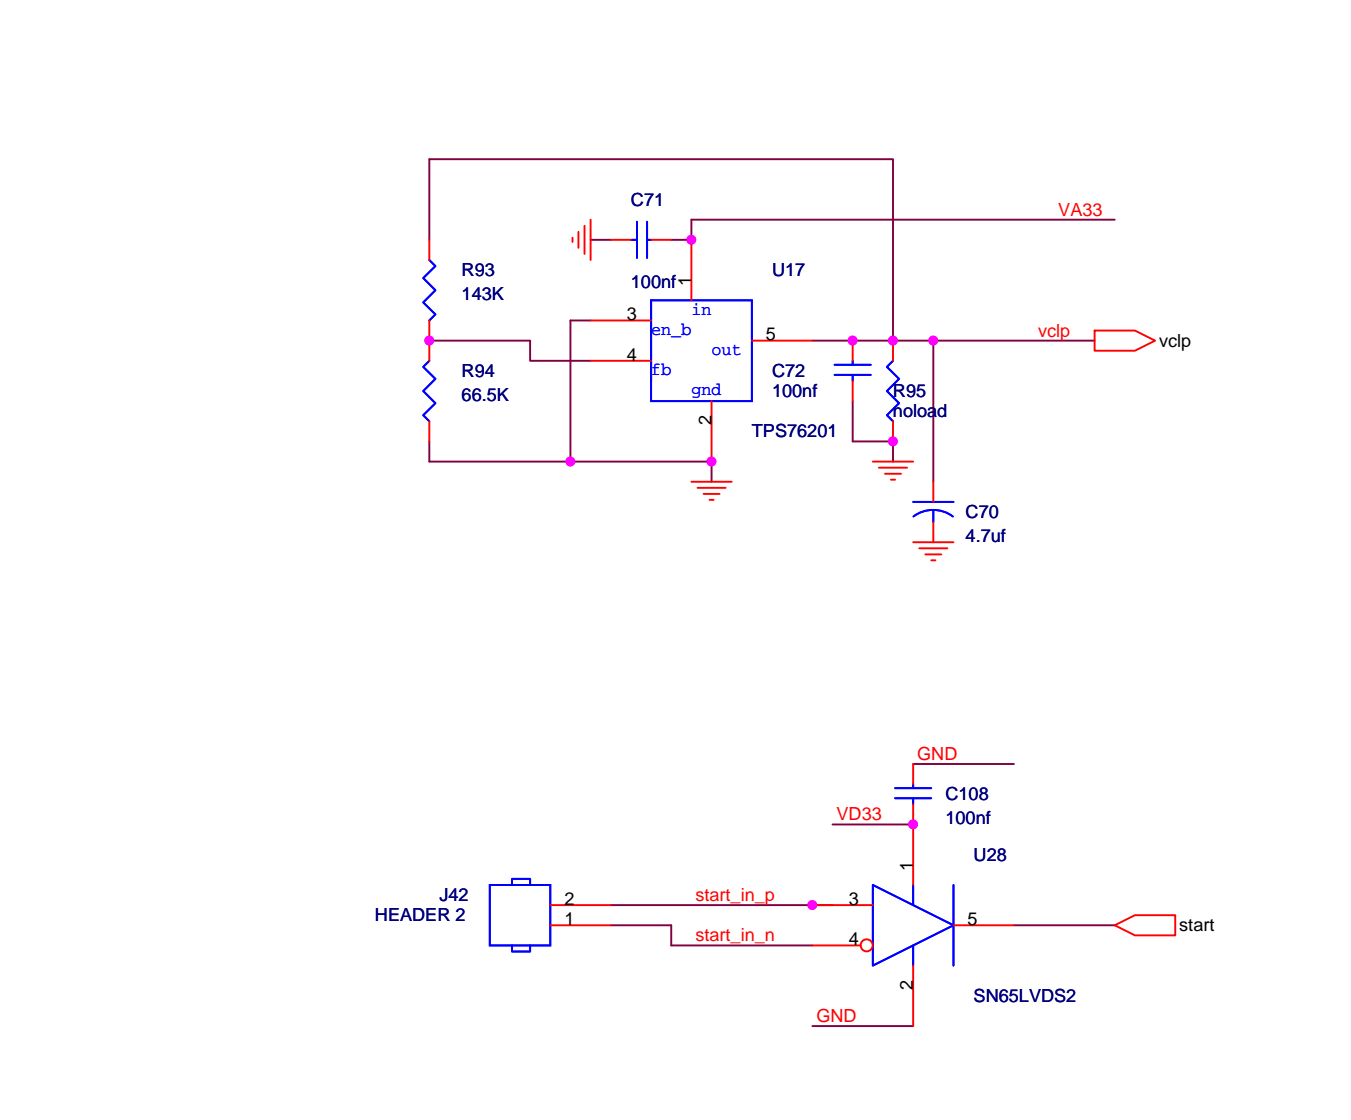 C71
VA33
R93
143K
100nf
1
U17
in
3
en_b
4
fb
out
5
gnd
2
vclp
vclp
R94
66.5K
C72
100nf
R95
noload
TPS76201
C70
4.7uf
GND
C108
100nf
VD33
1
U28
J42
HEADER 2
2
start_in_p
3
1
start_in_n
4
5
start
2
SN65LVDS2
GND